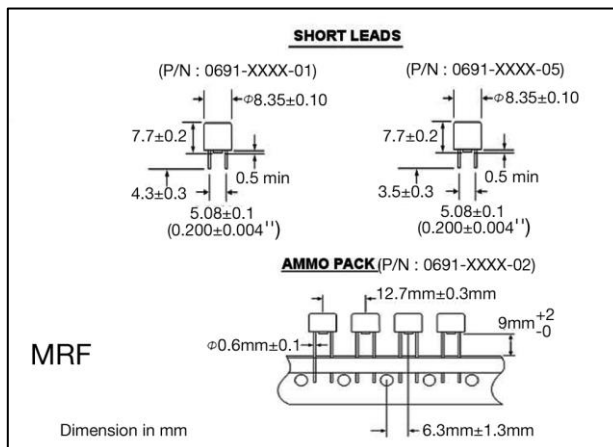 SHORT LEADS
(P/N : 0691-XXXX-01)
(P/N : 0691-XXXX-05)
Φ8.35±0.10
Φ8.35±0.10
7.7±0.2
7.7±0.2
0.5 min
0.5 min
4.3±0.3
3.5±0.3
5.08±0.1
(0.200±0.004'')
5.08±0.1
(0.200±0.004'')
AMMO PACK (P/N : 0691-XXXX-02)
12.7mm±0.3mm
9mm +2 -0
Φ0.6mm±0.1
MRF
6.3mm±1.3mm
Dimension in mm